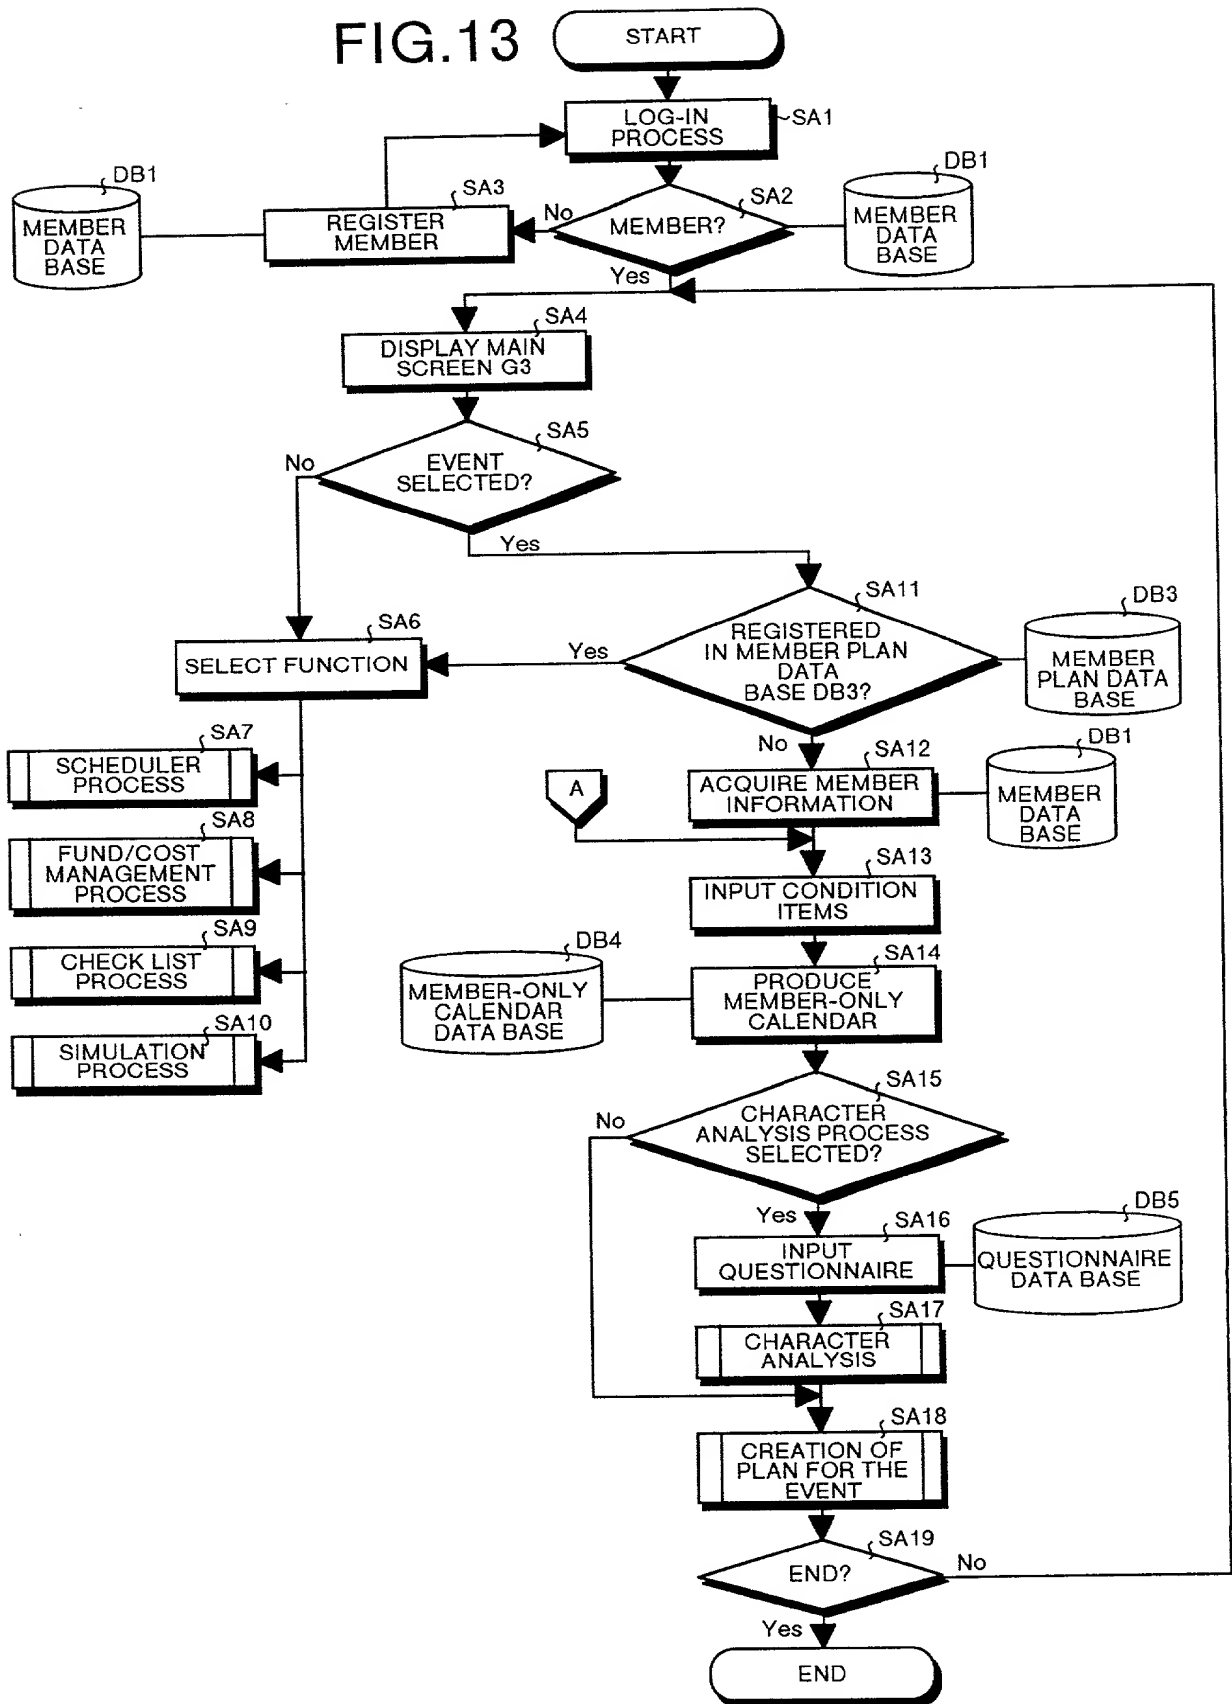 FIG.13
START
LOG-IN
PROCESS
SA1
DB1
MEMBER
DATA
BASE
SA3
REGISTER
MEMBER
No
SA2
MEMBER?
DB1
MEMBER
DATA
BASE
Yes
SA4
DISPLAY MAIN
SCREEN G3
SA5
No
EVENT
SELECTED?
Yes
SA6
SELECT FUNCTION
Yes
SA11
REGISTERED
IN MEMBER PLAN
DATA
BASE DB3?
DB3
MEMBER
PLAN DATA
BASE
No
SA7
SCHEDULER
PROCESS
A
SA12
ACQUIRE MEMBER
INFORMATION
DB1
MEMBER
DATA
BASE
SA8
FUND/COST
MANAGEMENT
PROCESS
SA13
INPUT CONDITION
ITEMS
SA9
CHECK LIST
PROCESS
DB4
MEMBER-ONLY
CALENDAR
DATA BASE
SA14
PRODUCE
MEMBER-ONLY
CALENDAR
SA10
SIMULATION
PROCESS
SA15
No
CHARACTER
ANALYSIS PROCESS
SELECTED?
Yes
SA16
INPUT
QUESTIONNAIRE
DB5
QUESTIONNAIRE
DATA BASE
SA17
CHARACTER
ANALYSIS
SA18
CREATION OF
PLAN FOR THE
EVENT
SA19
END?
No
Yes
END